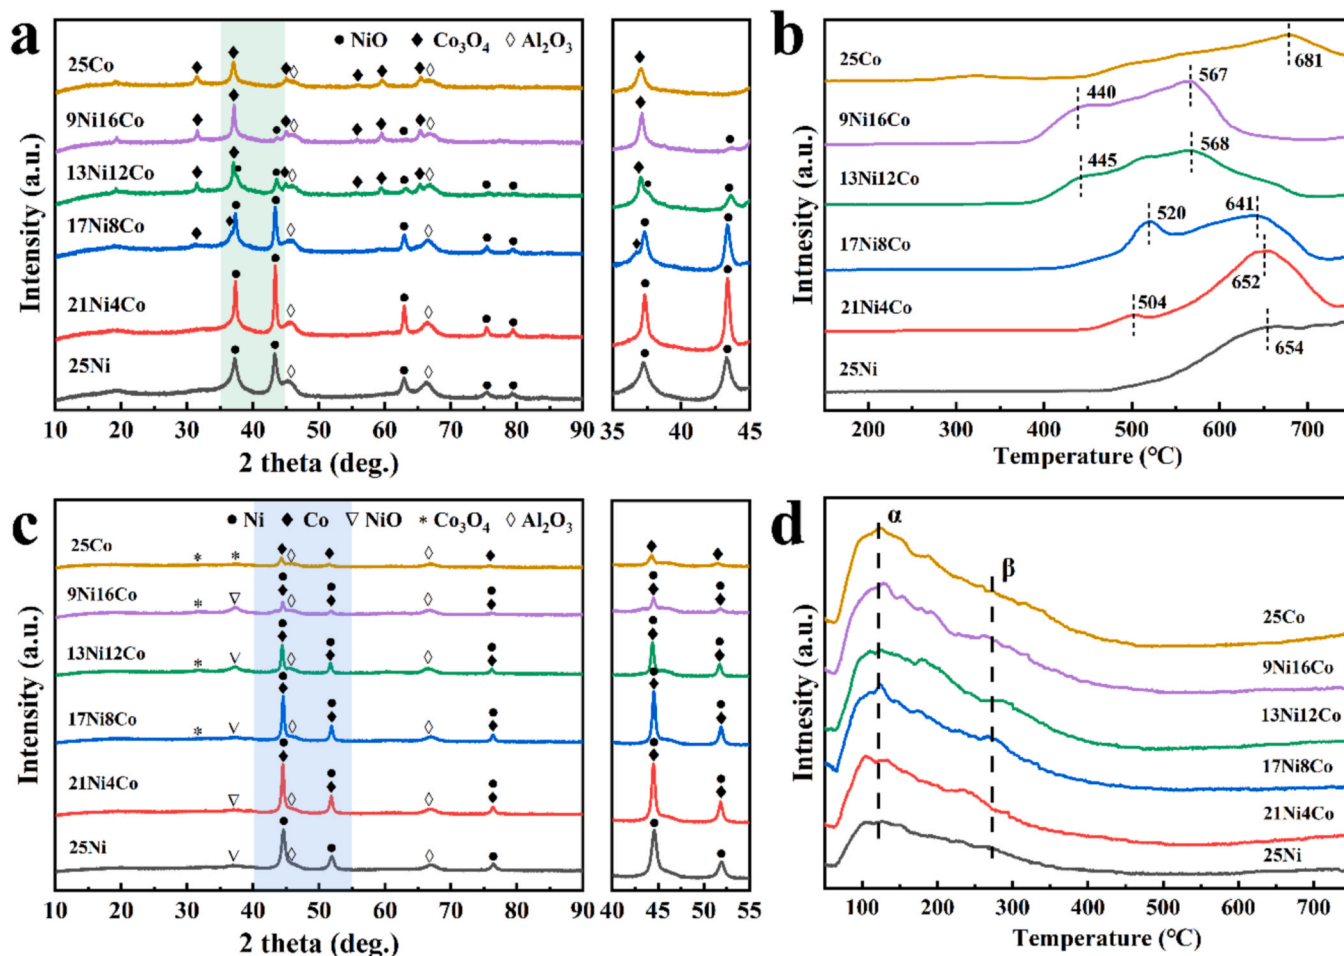 a
● NiO ◆ Co₃O₄ ◊ Al₂O₃
25Co
9Ni16Co
13Ni12Co
17Ni8Co
21Ni4Co
25Ni
Intensity (a.u.)
10 20 30 40 50 60 70 80 90
2 theta (deg.)
35 40 45
b
25Co
681
9Ni16Co
440
567
13Ni12Co
445
568
17Ni8Co
520
641
21Ni4Co
504
652
25Ni
654
Intnesity (a.u.)
200 300 400 500 600 700
Temperature (°C)
c
● Ni ◆ Co ▽ NiO * Co₃O₄ ◊ Al₂O₃
25Co
9Ni16Co
13Ni12Co
17Ni8Co
21Ni4Co
25Ni
Intensity (a.u.)
10 20 30 40 50 60 70 80 90
2 theta (deg.)
40 45 50 55
d
α
β
25Co
9Ni16Co
13Ni12Co
17Ni8Co
21Ni4Co
25Ni
Intnesity (a.u.)
100 200 300 400 500 600 700
Temperature (°C)